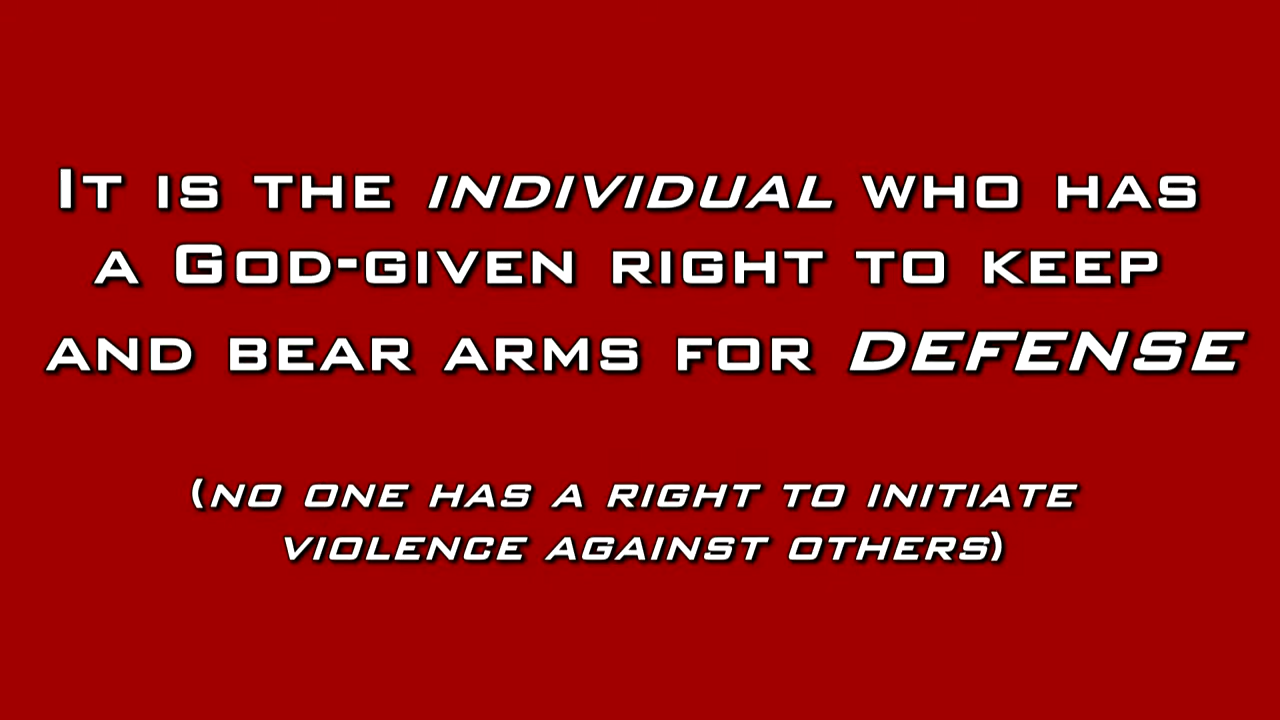 It is the individual who has
a God-given right to keep
and bear arms for DEFENSE
(no one has a right to initiate
violence against others)